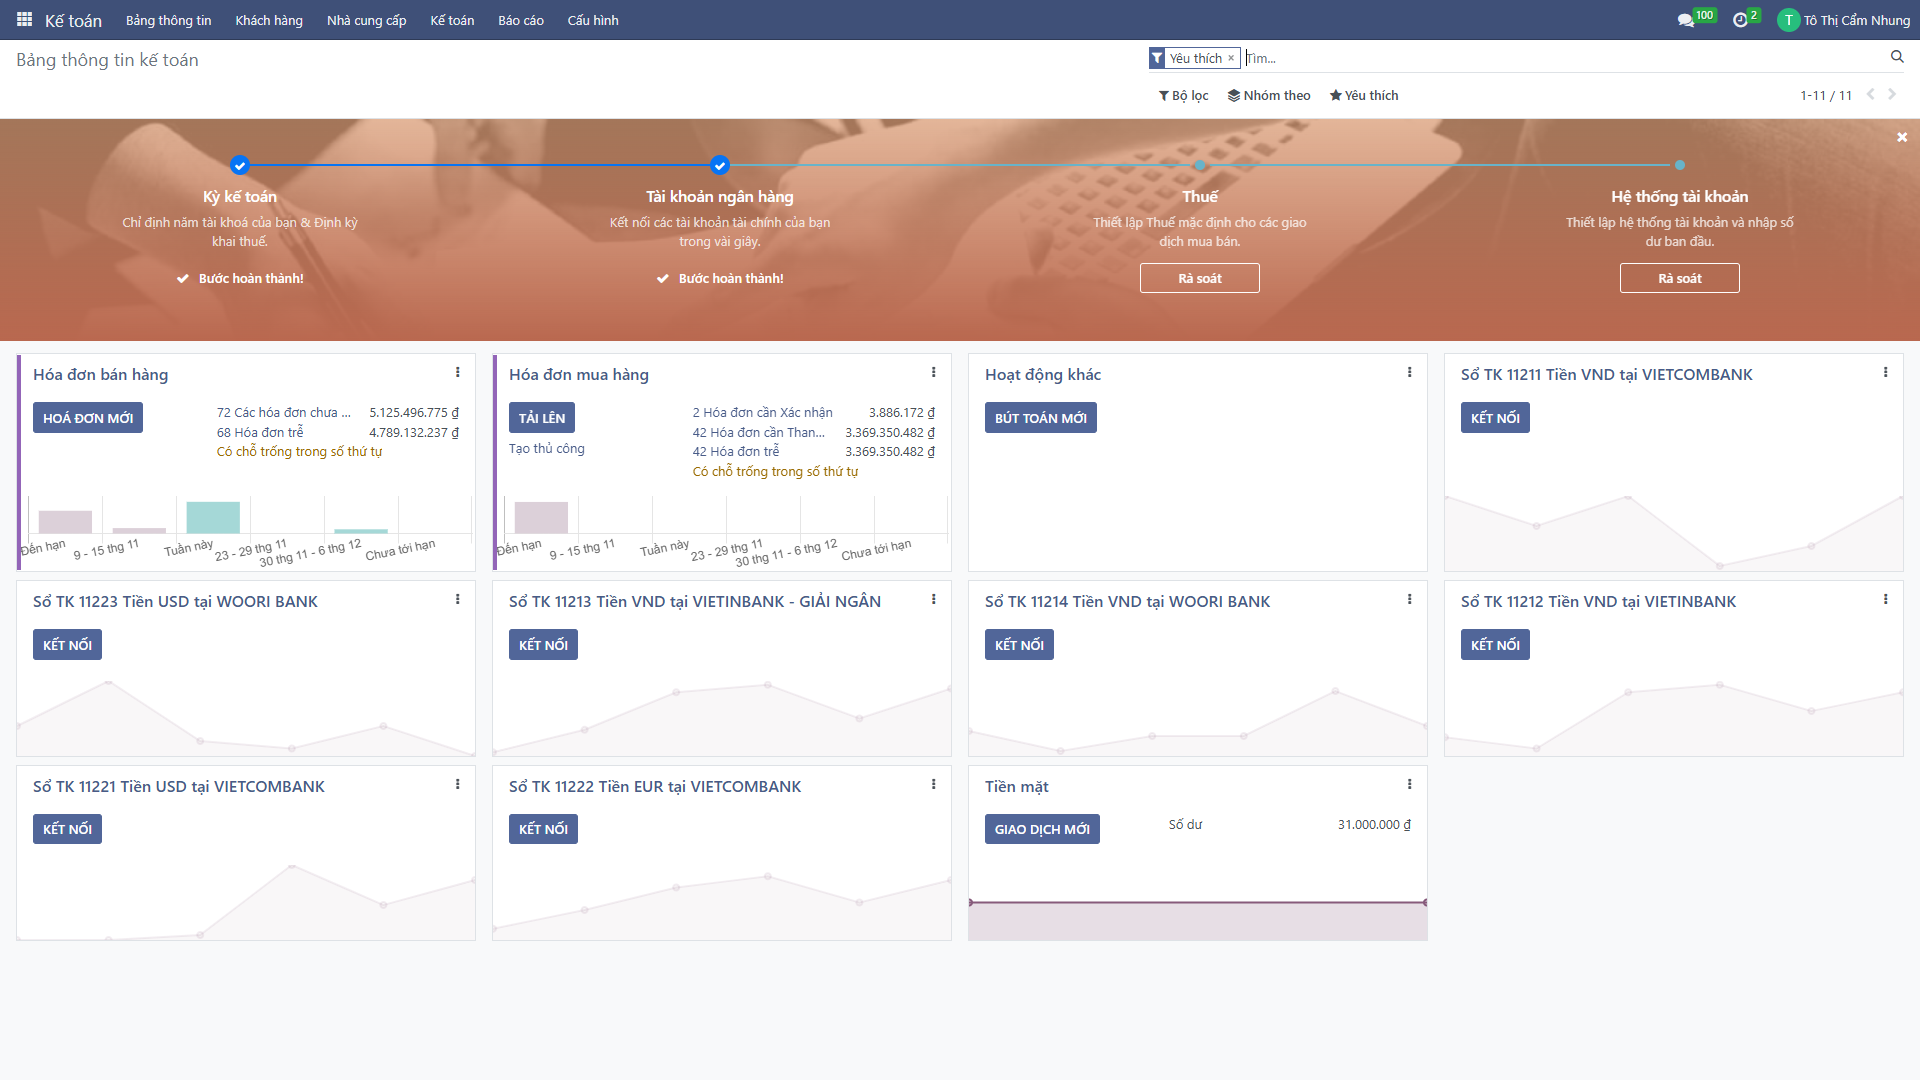 Kế toán Bảng thông tin Khách hàng Nhà cung cấp Kế toán Báo cáo Cấu hình 100 2 T Tô Thị Cẩm Nhung
Bảng thông tin kế toán
Yêu thích × Tìm...
Bộ lọc Nhóm theo Yêu thích 1-11 / 11
Kỳ kế toán
Chỉ định năm tài khoá của bạn & Định kỳ
khai thuế.
Bước hoàn thành!
Tài khoản ngân hàng
Kết nối các tài khoản tài chính của bạn
trong vài giây.
Bước hoàn thành!
Thuế
Thiết lập Thuế mặc định cho các giao
dịch mua bán.
Rà soát
Hệ thống tài khoản
Thiết lập hệ thống tài khoản và nhập số
dư ban đầu.
Rà soát
Hóa đơn bán hàng
HOÁ ĐƠN MỚI
72 Các hóa đơn chưa ... 5.125.496.775 ₫
68 Hóa đơn trễ 4.789.132.237 ₫
Có chỗ trống trong số thứ tự
Đến hạn 9 - 15 thg 11 Tuần này 23 - 29 thg 11 30 thg 11 - 6 thg 12 Chưa tới hạn
Hóa đơn mua hàng
TẢI LÊN
Tạo thủ công
2 Hóa đơn cần Xác nhận 3.886.172 ₫
42 Hóa đơn cần Than... 3.369.350.482 ₫
42 Hóa đơn trễ 3.369.350.482 ₫
Có chỗ trống trong số thứ tự
Đến hạn 9 - 15 thg 11 Tuần này 23 - 29 thg 11 30 thg 11 - 6 thg 12 Chưa tới hạn
Hoạt động khác
BÚT TOÁN MỚI
Sổ TK 11211 Tiền VND tại VIETCOMBANK
KẾT NỐI
Sổ TK 11223 Tiền USD tại WOORI BANK
KẾT NỐI
Sổ TK 11213 Tiền VND tại VIETINBANK - GIẢI NGÂN
KẾT NỐI
Sổ TK 11214 Tiền VND tại WOORI BANK
KẾT NỐI
Sổ TK 11212 Tiền VND tại VIETINBANK
KẾT NỐI
Sổ TK 11221 Tiền USD tại VIETCOMBANK
KẾT NỐI
Sổ TK 11222 Tiền EUR tại VIETCOMBANK
KẾT NỐI
Tiền mặt
GIAO DỊCH MỚI
Số dư 31.000.000 ₫